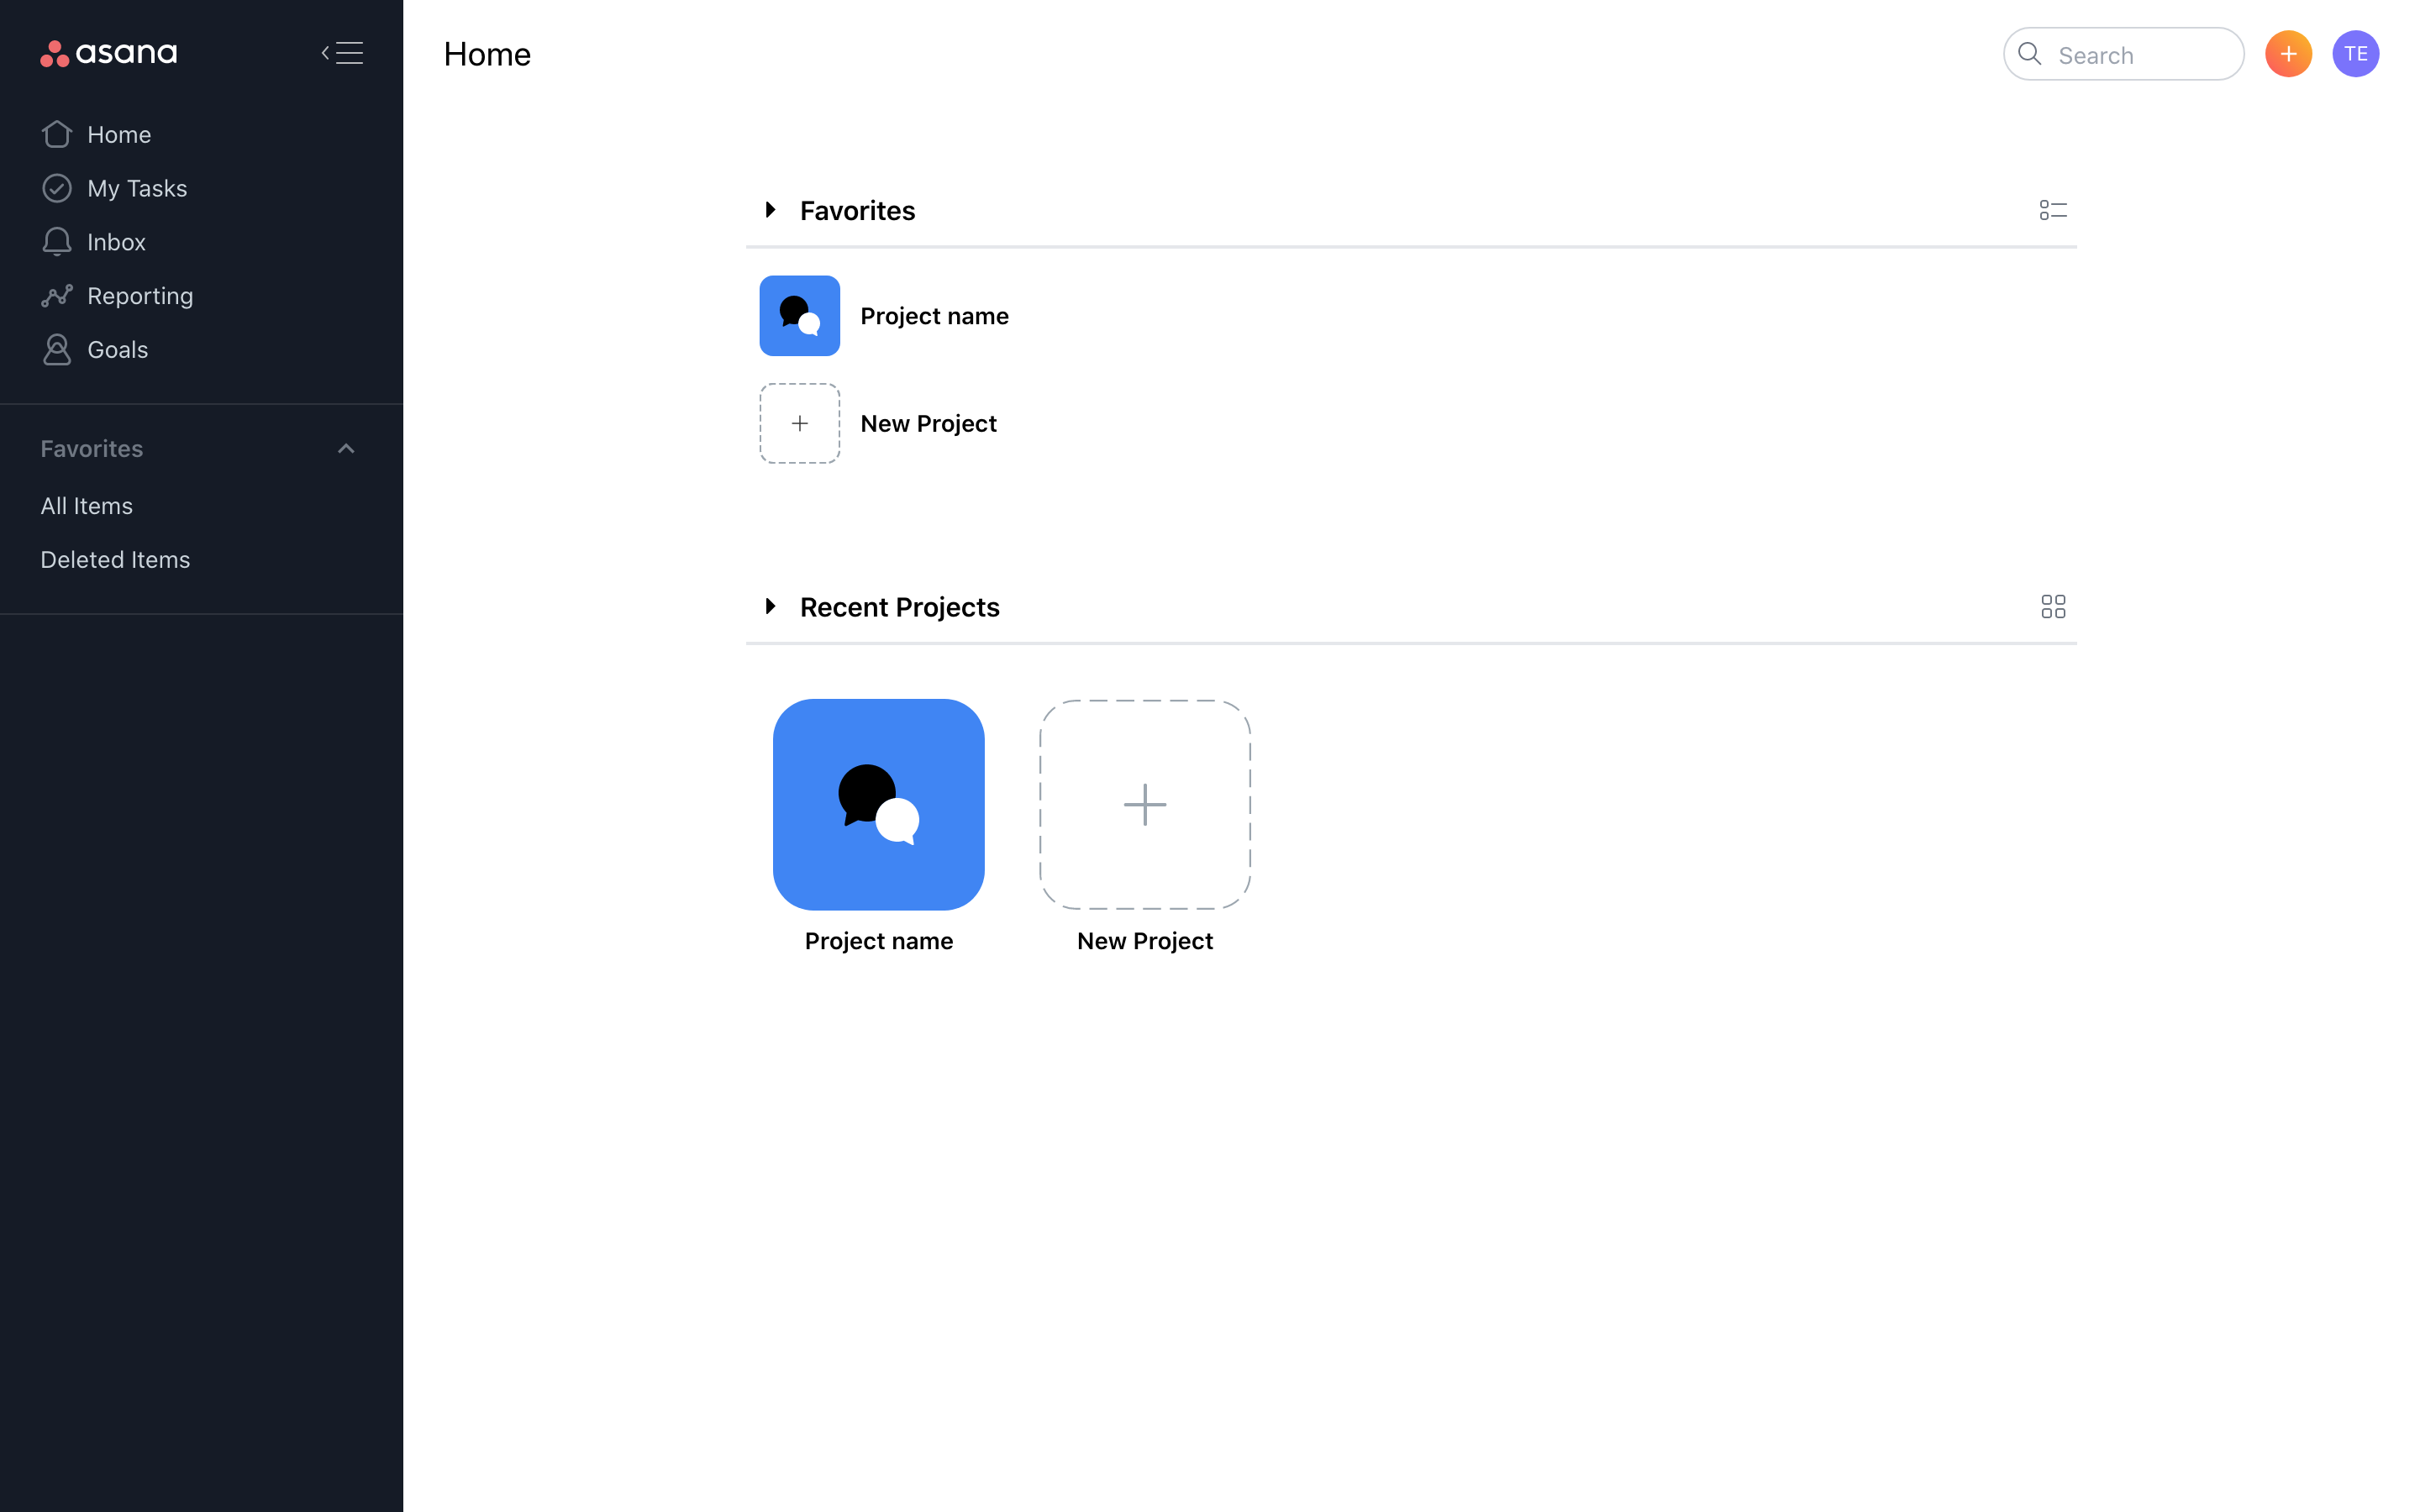 asana
Home
My Tasks
Inbox
Reporting
Goals
Favorites
All Items
Deleted Items
Home
Search
TE
Favorites
Project name
New Project
Recent Projects
Project name
New Project